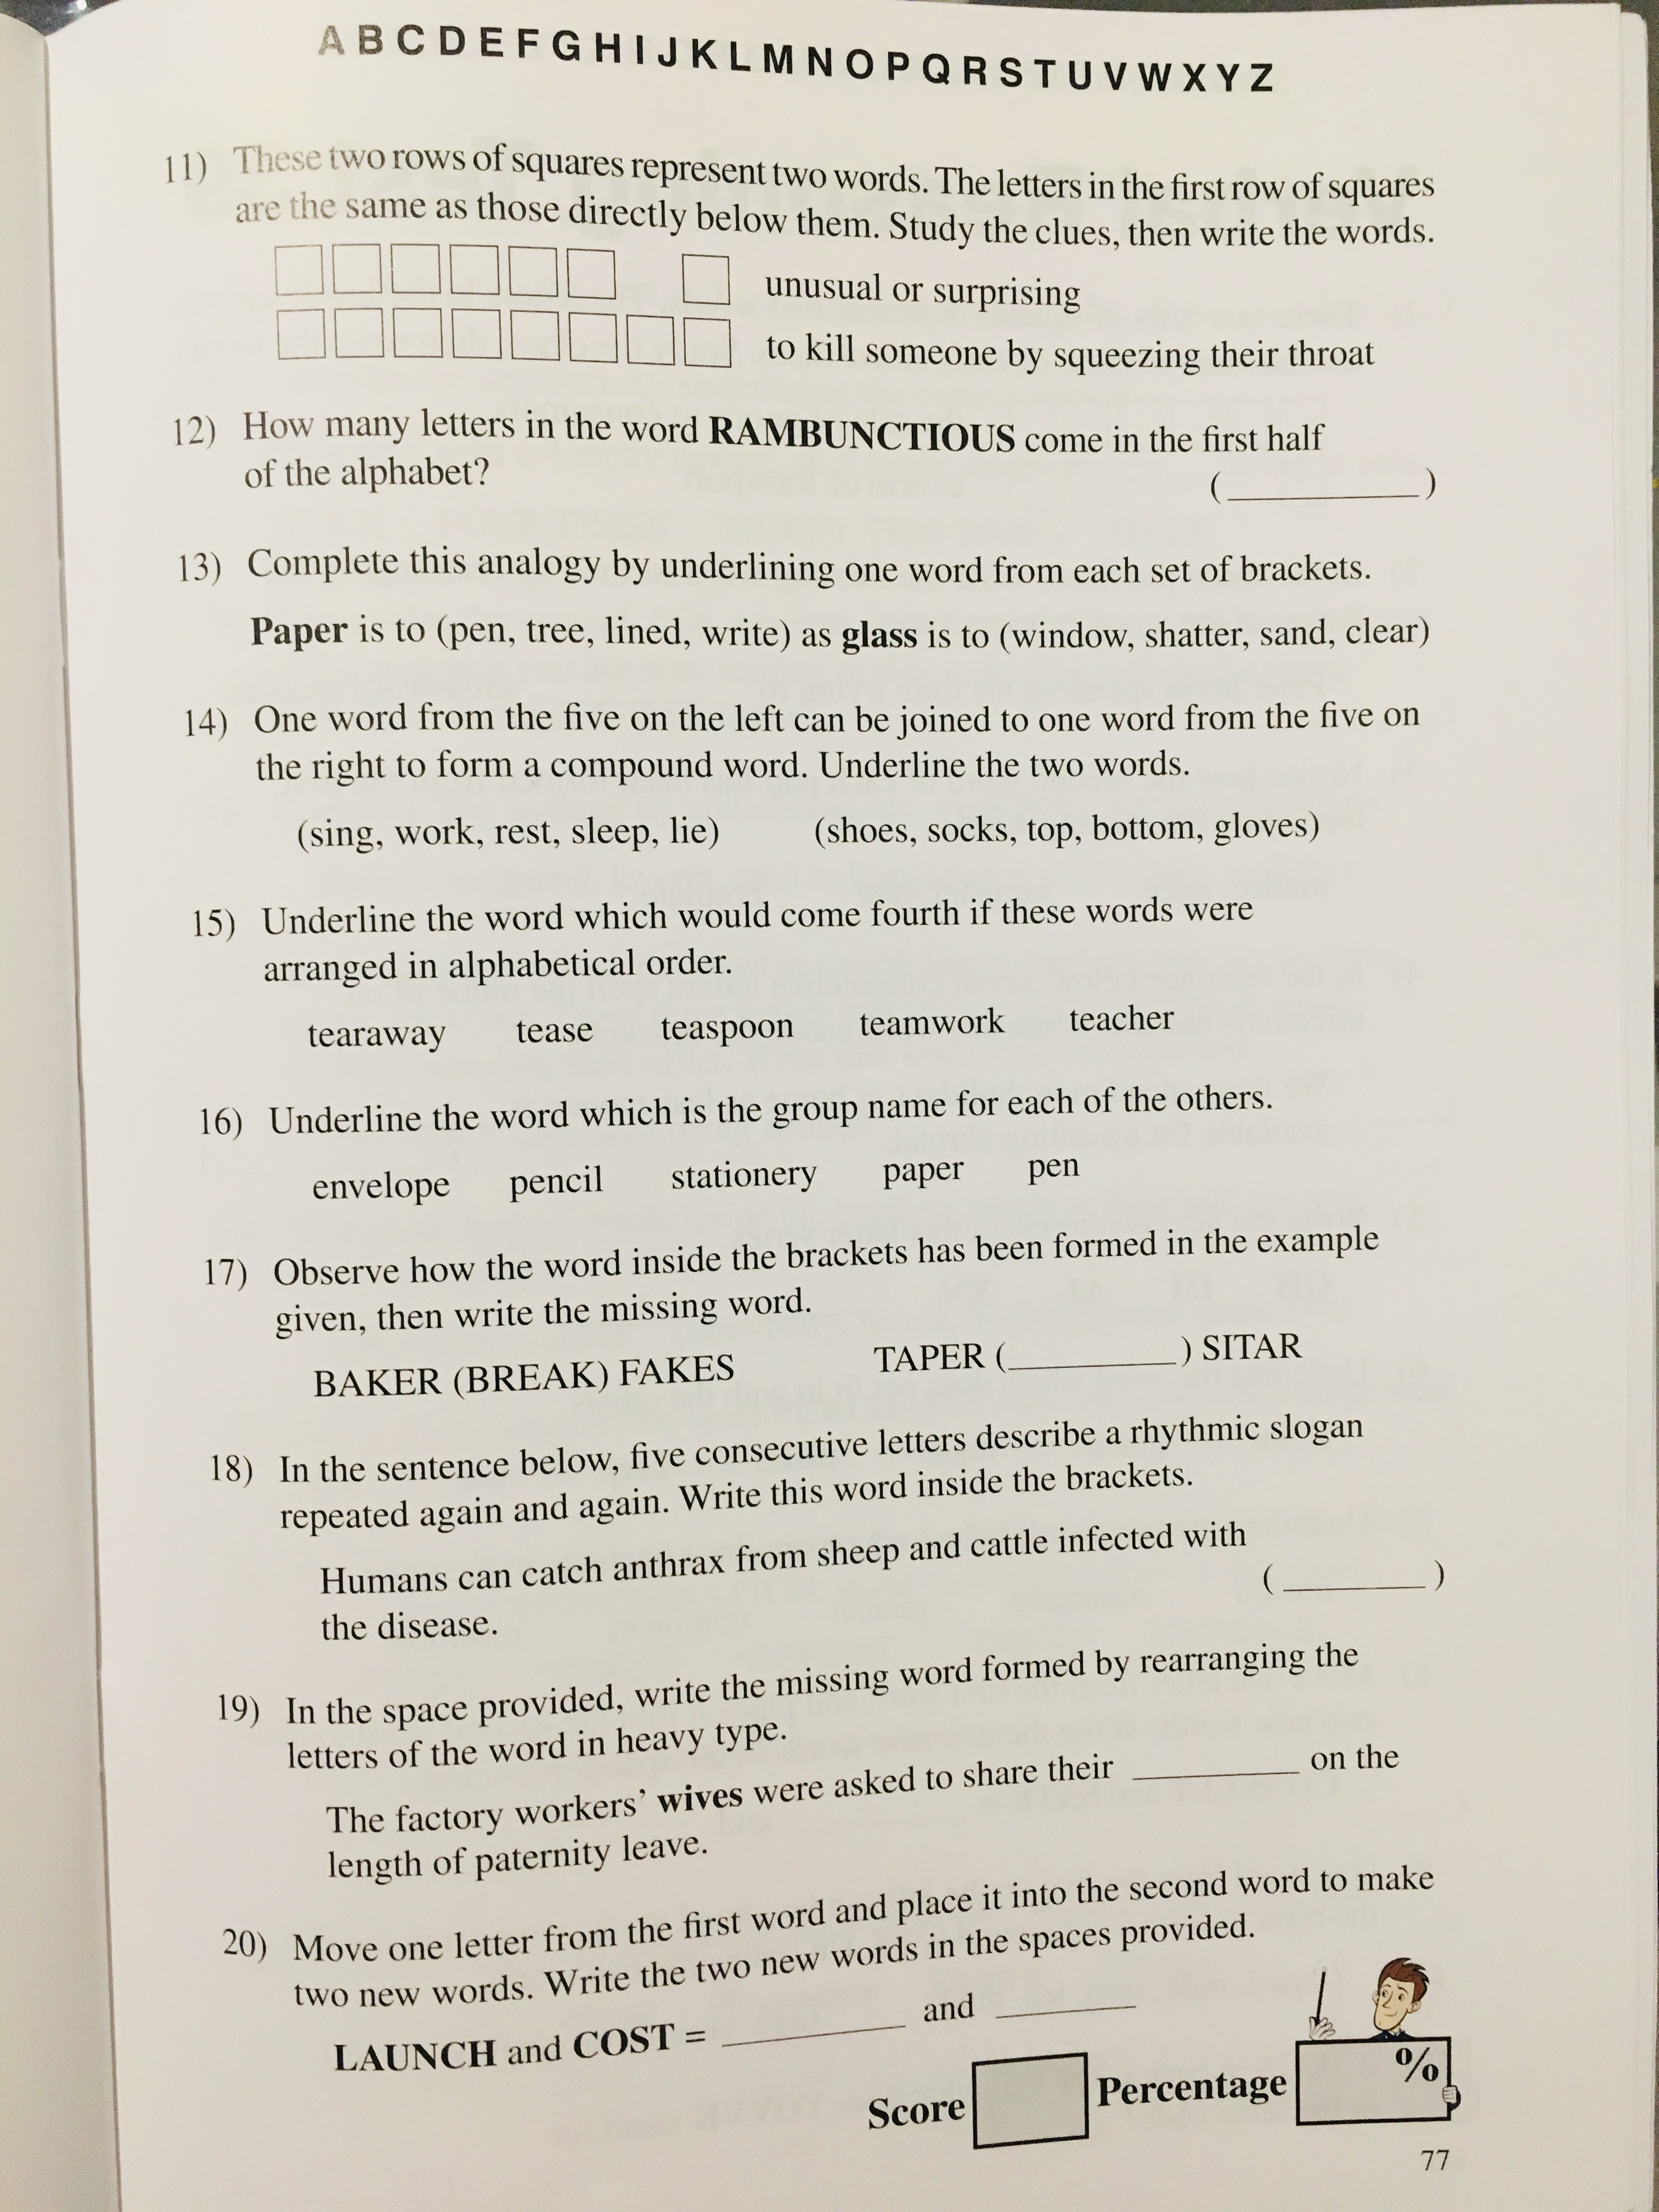 A B C D E F G H I J K L M N O P Q R S T U V W X Y Z
11) These two rows of squares represent two words. The letters in the first row of squares
are the same as those directly below them. Study the clues, then write the words.
unusual or surprising
to kill someone by squeezing their throat
12) How many letters in the word RAMBUNCTIOUS come in the first half
of the alphabet?
(__________)
13) Complete this analogy by underlining one word from each set of brackets.
Paper is to (pen, tree, lined, write) as glass is to (window, shatter, sand, clear)
14) One word from the five on the left can be joined to one word from the five on
the right to form a compound word. Underline the two words.
(sing, work, rest, sleep, lie) (shoes, socks, top, bottom, gloves)
15) Underline the word which would come fourth if these words were
arranged in alphabetical order.
tearaway tease teaspoon teamwork teacher
16) Underline the word which is the group name for each of the others.
envelope pencil stationery paper pen
17) Observe how the word inside the brackets has been formed in the example
given, then write the missing word.
BAKER (BREAK) FAKES TAPER (__________) SITAR
18) In the sentence below, five consecutive letters describe a rhythmic slogan
repeated again and again. Write this word inside the brackets.
Humans can catch anthrax from sheep and cattle infected with
the disease. (________)
19) In the space provided, write the missing word formed by rearranging the
letters of the word in heavy type.
The factory workers' wives were asked to share their __________ on the
length of paternity leave.
20) Move one letter from the first word and place it into the second word to make
two new words. Write the two new words in the spaces provided.
LAUNCH and COST = __________ and ________
Score Percentage %
77